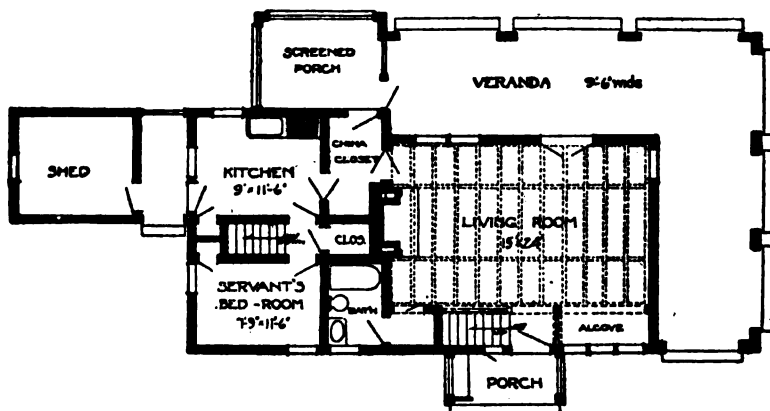 SCREENED
PORCH
VERANDA 9'-6" wide
SHED
CHINA
CLOSET
KITCHEN
9' × 11'-6"
LIVING ROOM
15' × 24'
CLOS.
SERVANT'S
BED-ROOM
7'-9" × 11'-6"
BATH
ALCOVE
PORCH